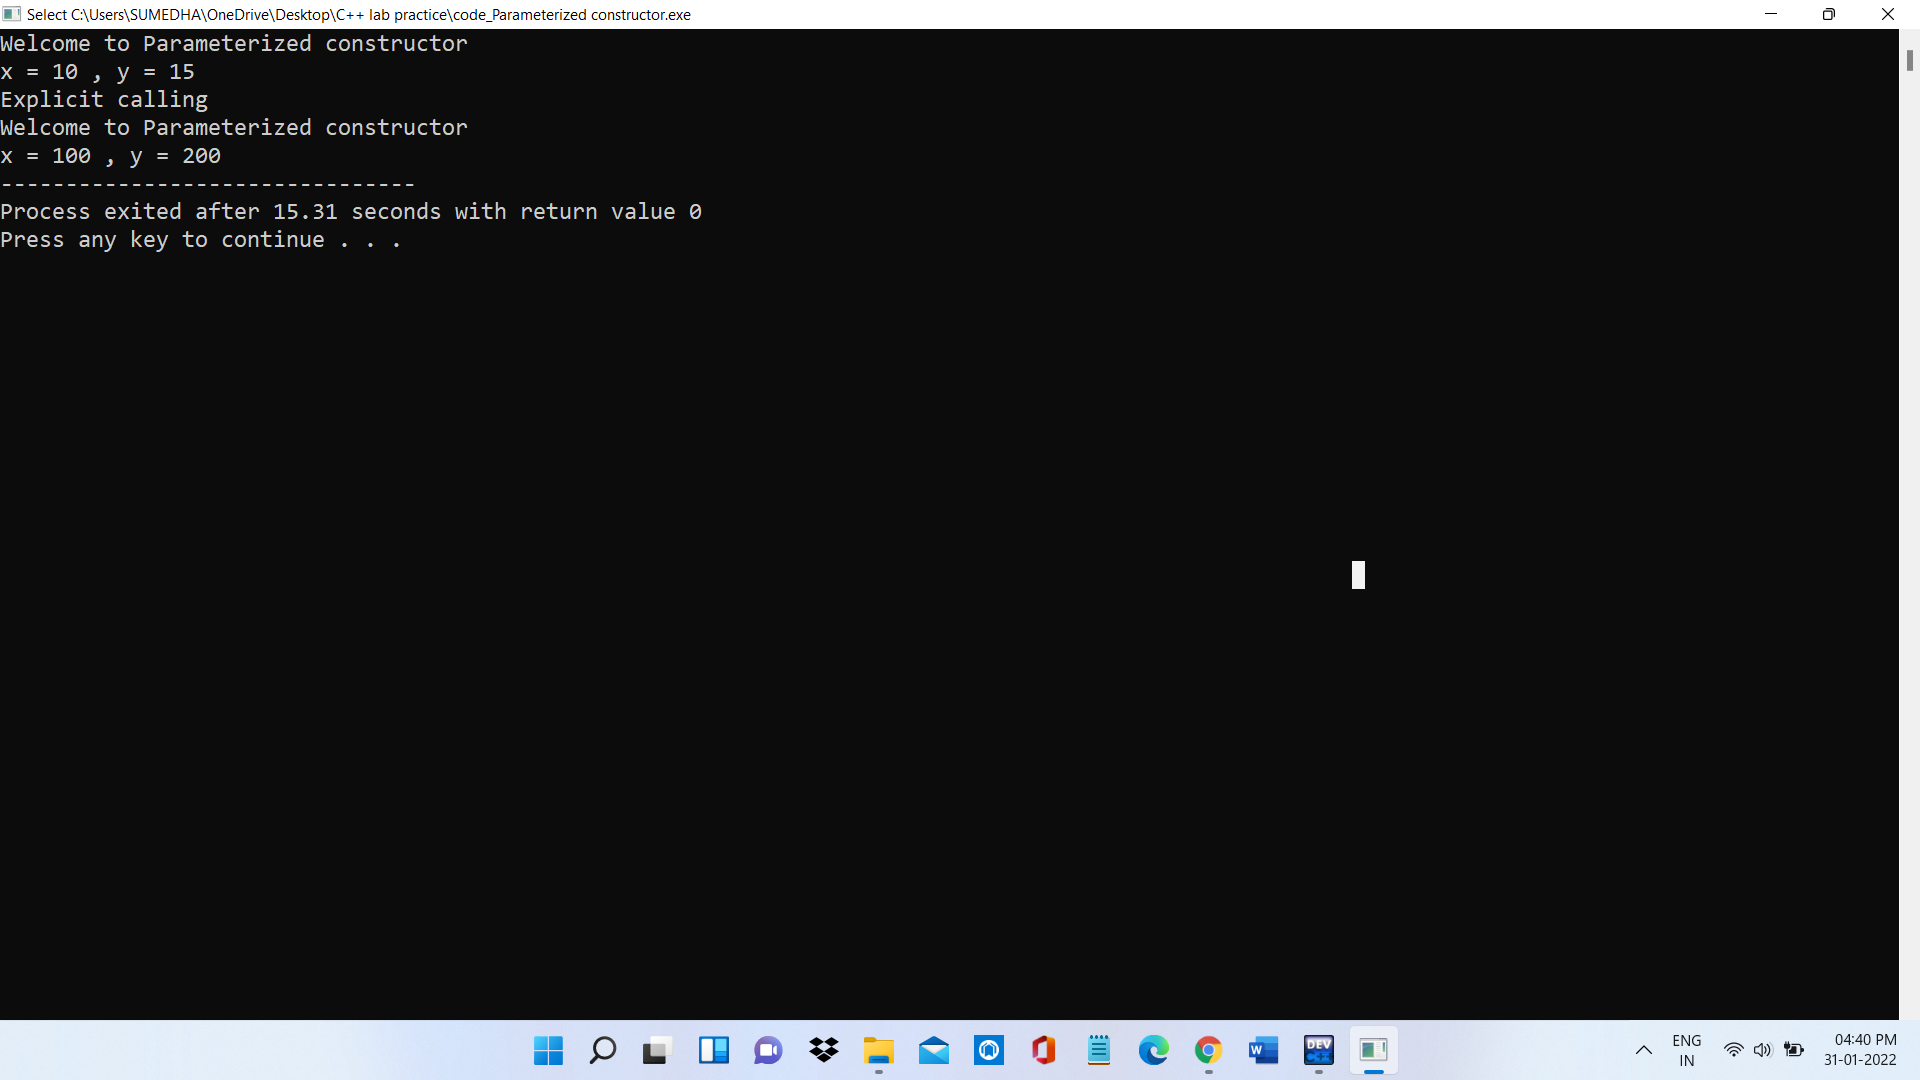 Select C:\Users\SUMEDHA\OneDrive\Desktop\C++ lab practice\code_Parameterized constructor.exe
Welcome to Parameterized constructor
x = 10 , y = 15
Explicit calling
Welcome to Parameterized constructor
x = 100 , y = 200
--------------------------------
Process exited after 15.31 seconds with return value 0
Press any key to continue . . .
W
DEV
C++
ENG
IN
04:40 PM
31-01-2022